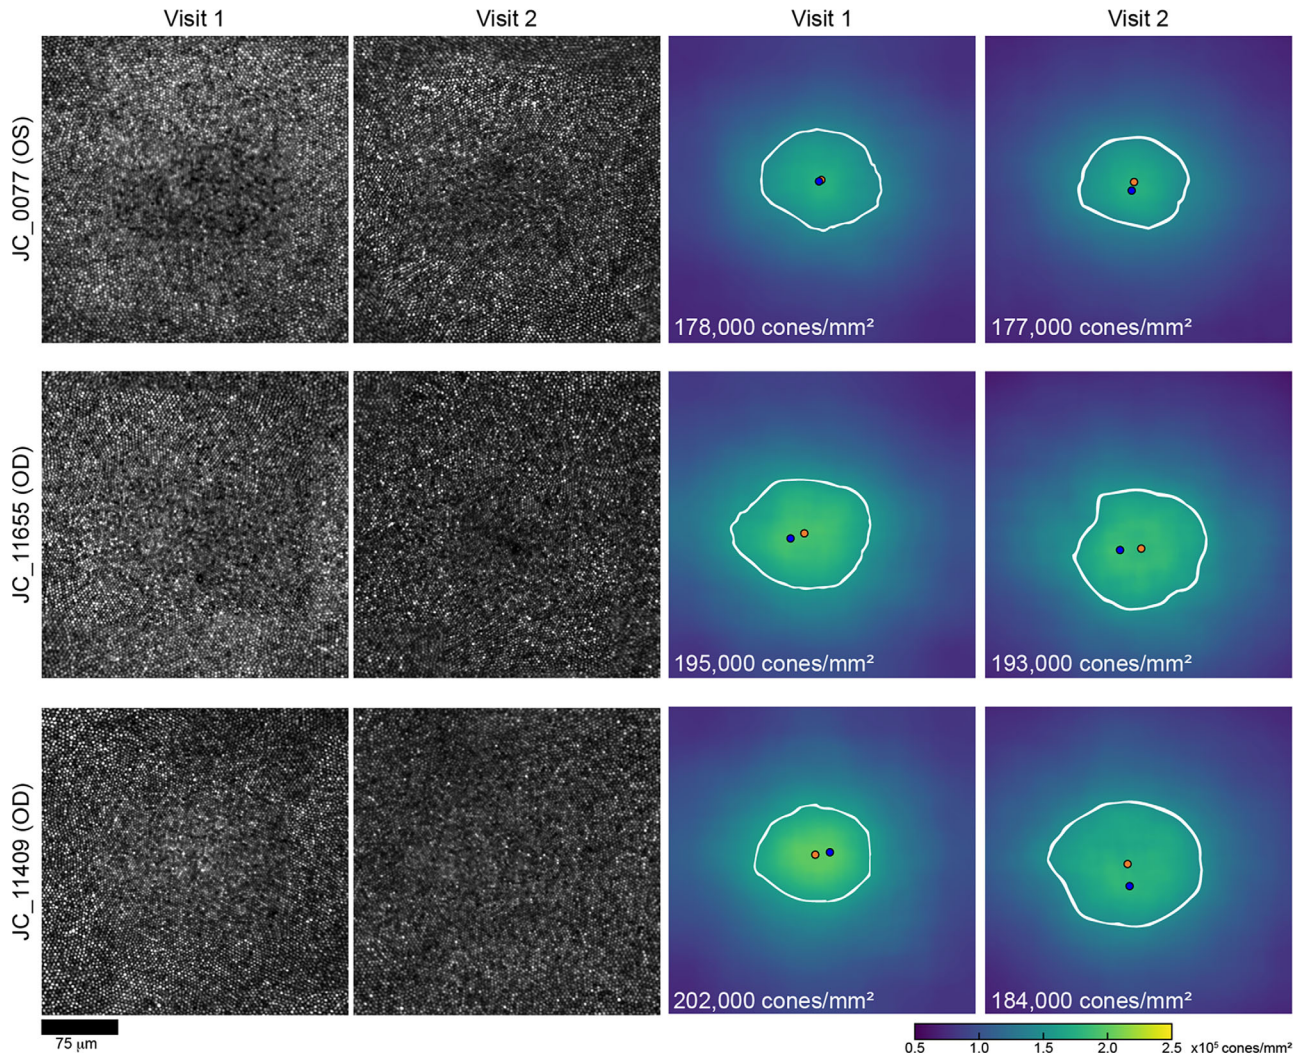 Visit 1
Visit 2
Visit 1
Visit 2
JC_0077 (OS)
178,000 cones/mm²
177,000 cones/mm²
JC_11655 (OD)
195,000 cones/mm²
193,000 cones/mm²
JC_11409 (OD)
202,000 cones/mm²
184,000 cones/mm²
75 μm
0.5 1.0 1.5 2.0 2.5 x10⁵ cones/mm²